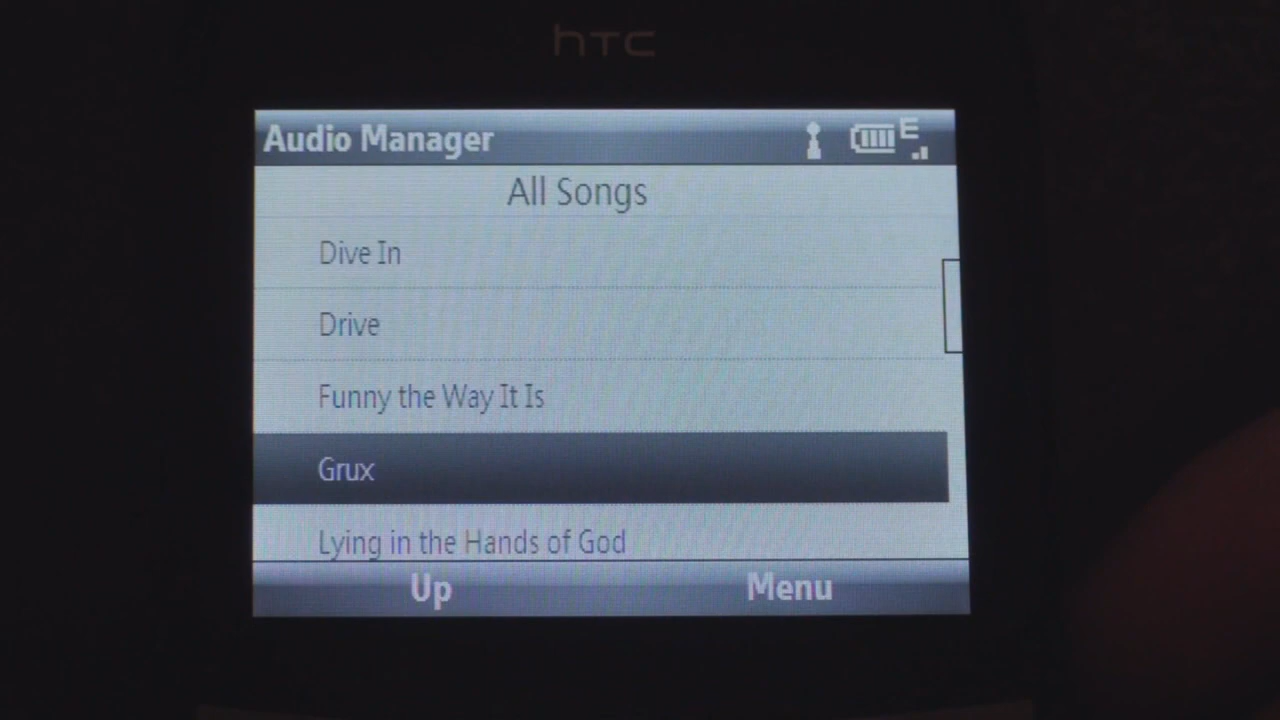 hTC
Audio Manager
E
All Songs
Dive In
Drive
Funny the Way It Is
Grux
Lying in the Hands of God
Up
Menu